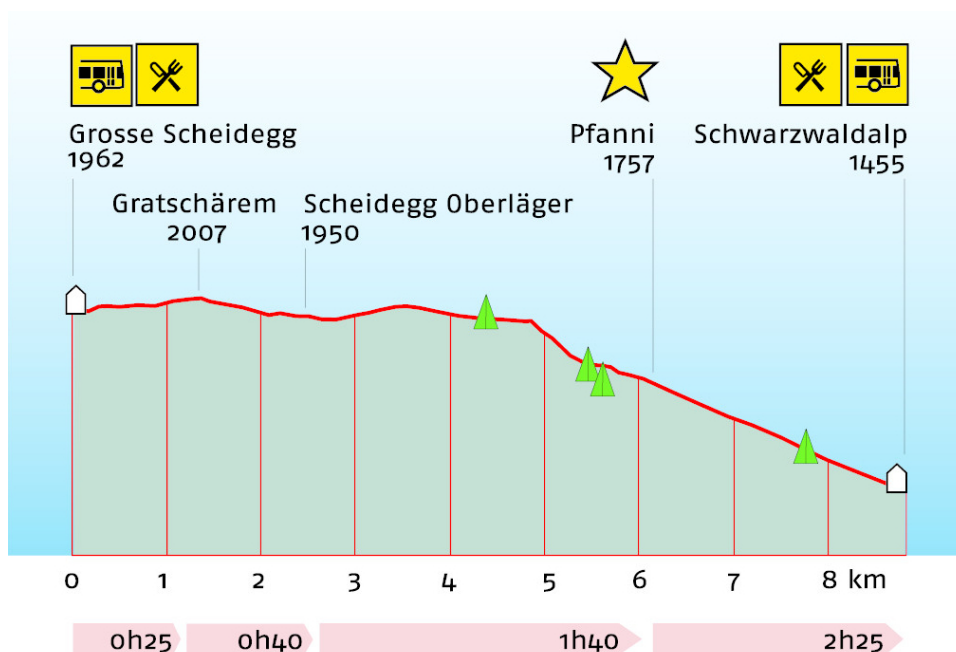 Grosse Scheidegg
1962
Pfanni
1757
Schwarzwaldalp
1455
Gratschärem
2007
Scheidegg Oberläger
1950
0 1 2 3 4 5 6 7 8 km
0h25 0h40 1h40 2h25